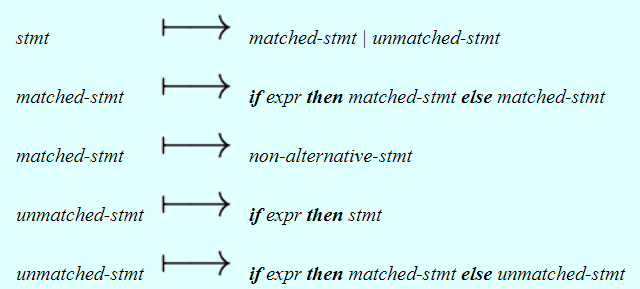 stmt ↦ matched-stmt | unmatched-stmt
matched-stmt ↦ if expr then matched-stmt else matched-stmt
matched-stmt ↦ non-alternative-stmt
unmatched-stmt ↦ if expr then stmt
unmatched-stmt ↦ if expr then matched-stmt else unmatched-stmt